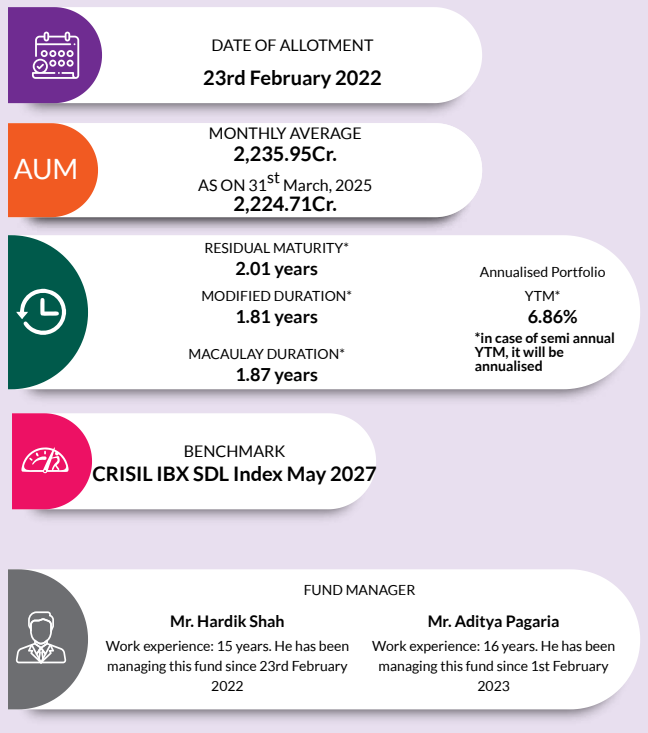 DATE OF ALLOTMENT
23rd February 2022
AUM
MONTHLY AVERAGE
2,235.95Cr.
AS ON 31st March, 2025
2,224.71Cr.
RESIDUAL MATURITY*
2.01 years
MODIFIED DURATION*
1.81 years
MACAULAY DURATION*
1.87 years
Annualised Portfolio
YTM*
6.86%
*in case of semi annual
YTM, it will be
annualised
BENCHMARK
CRISIL IBX SDL Index May 2027
FUND MANAGER
Mr. Hardik Shah
Work experience: 15 years. He has been
managing this fund since 23rd February
2022
Mr. Aditya Pagaria
Work experience: 16 years. He has been
managing this fund since 1st February
2023